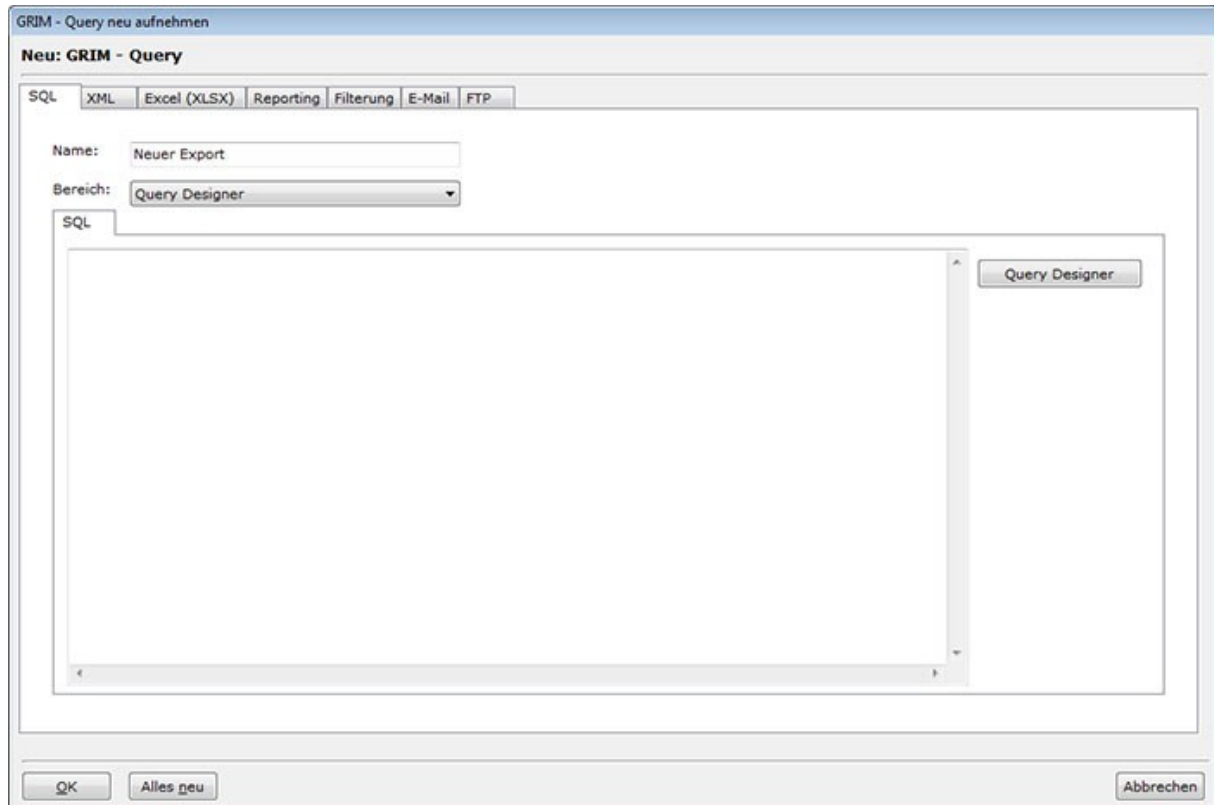 GRIM - Query neu aufnehmen
Neu: GRIM - Query
SQL XML Excel (XLSX) Reporting Filterung E-Mail FTP
Name: Neuer Export
Bereich: Query Designer
SQL
Query Designer
OK Alles neu Abbrechen